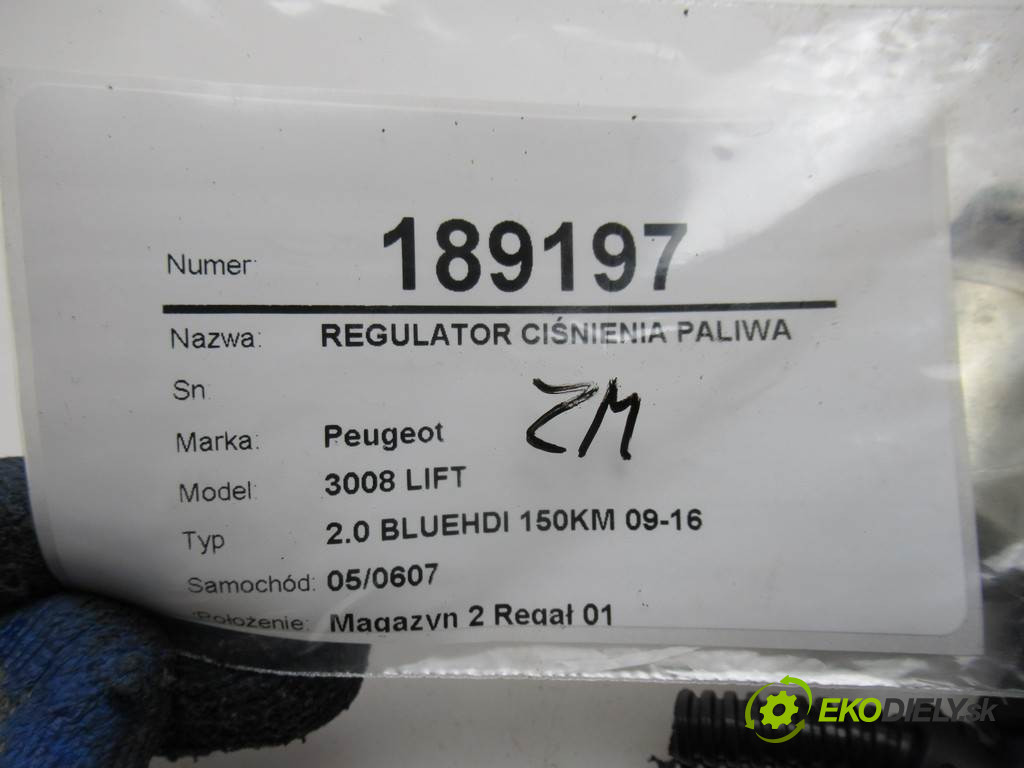 Numer: 189197
Nazwa: REGULATOR CIŚNIENIA PALIWA
Sn
ZM
Marka: Peugeot
Model: 3008 LIFT
Typ 2.0 BLUEHDI 150KM 09-16
Samochód: 05/0607
Położenie: Magazyn 2 Regał 01
EKODIELY.sk